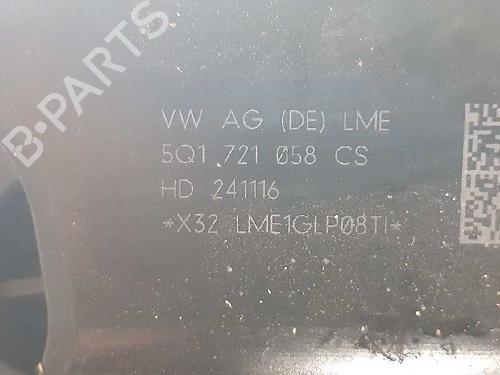 B-PARTS
VW AG (DE) LME
5Q1 721 058 CS
HD 241116
*X32 LME1GLP08TI*